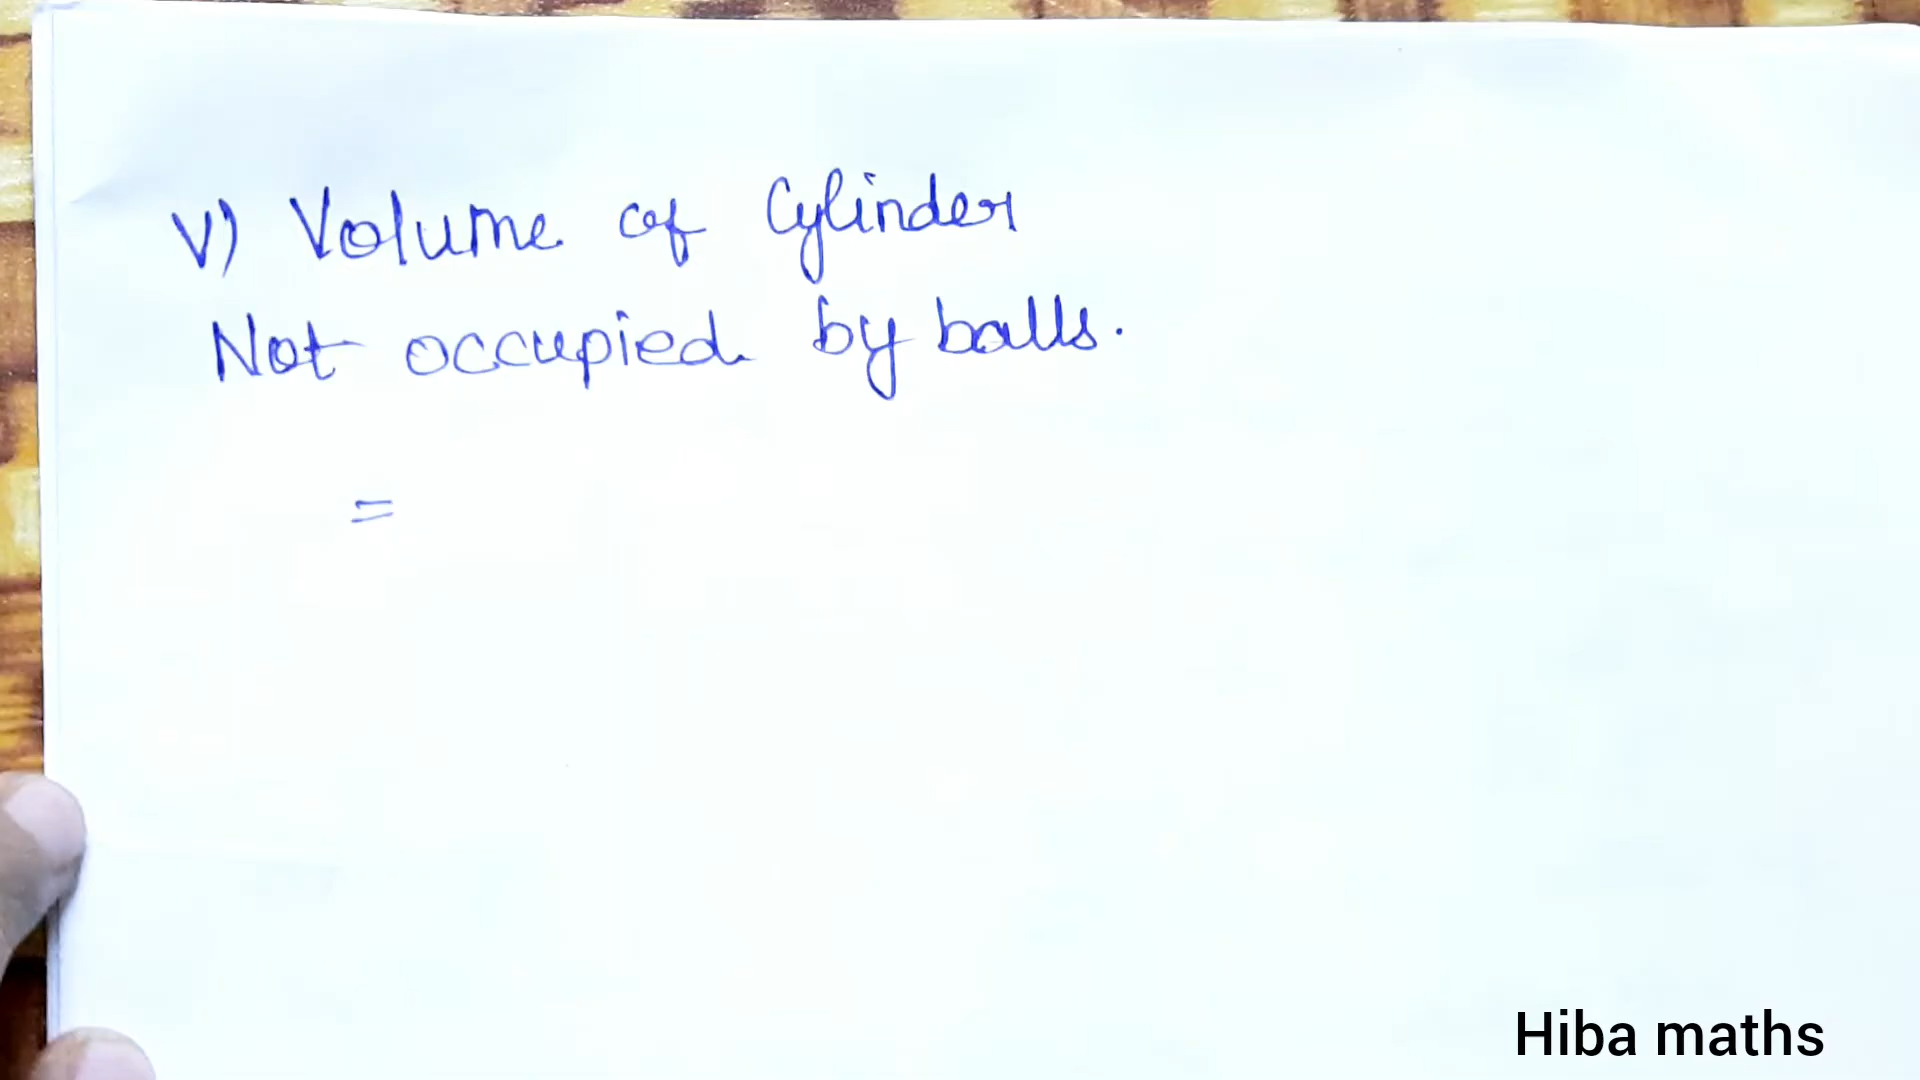 V) Volume of Cylinder
Not occupied by balls.
=
Hiba maths